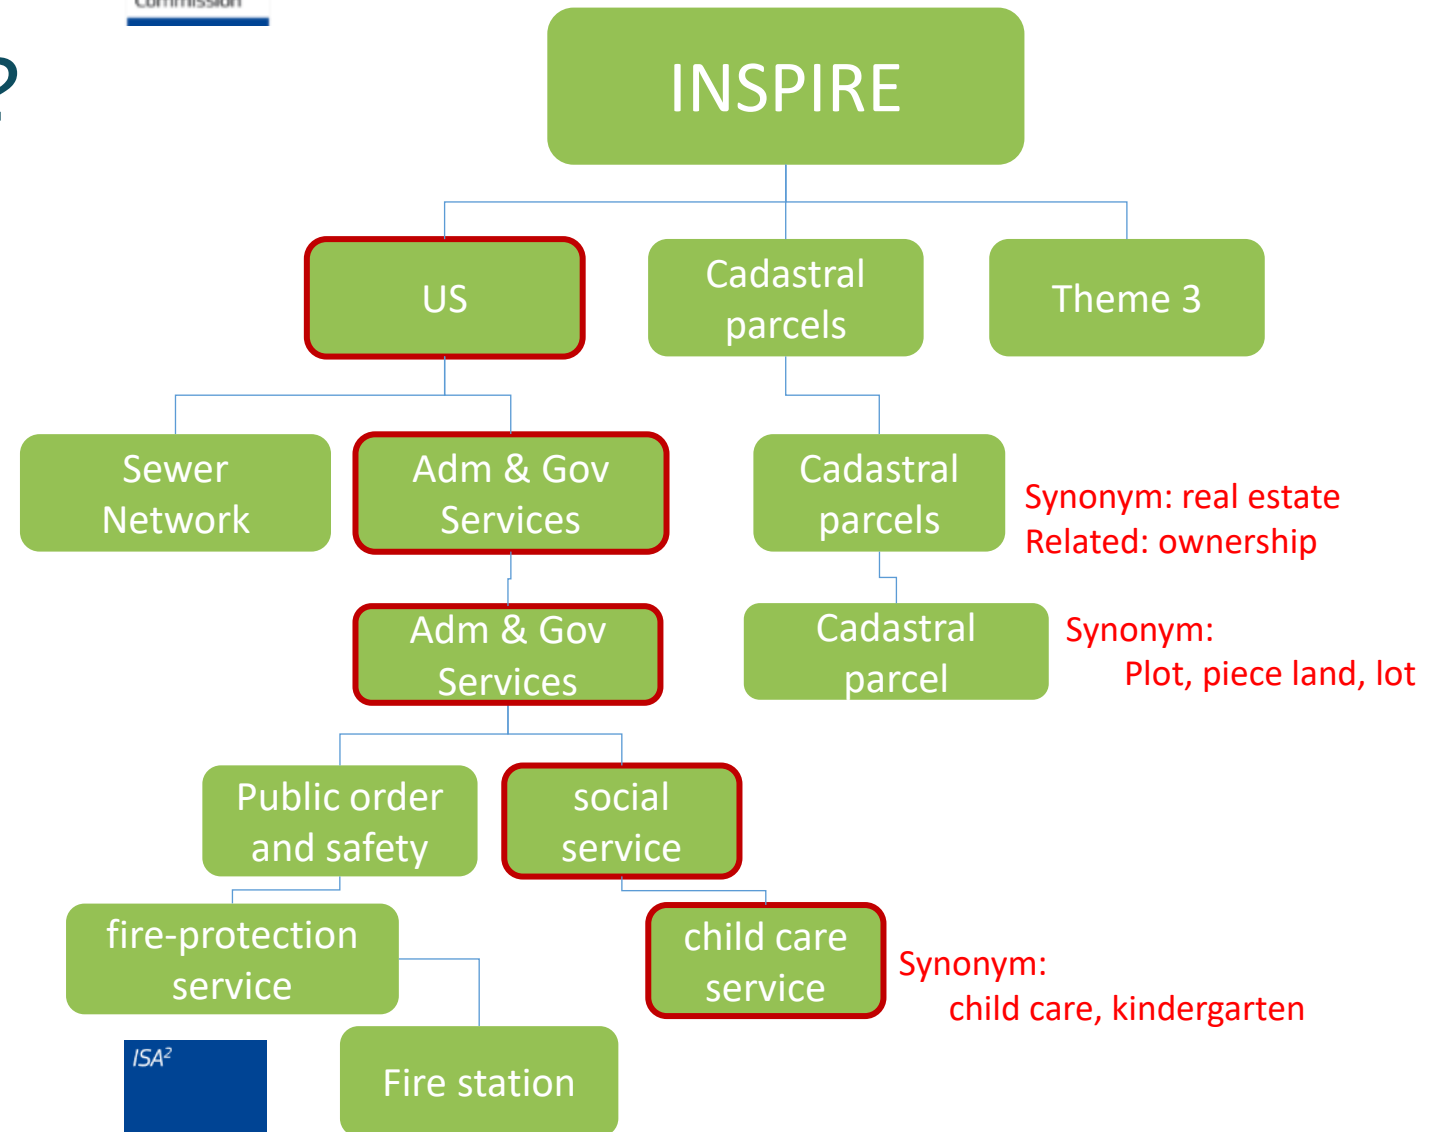 Commission
?
INSPIRE
US
Cadastral
parcels
Theme 3
Sewer
Network
Adm & Gov
Services
Cadastral
parcels
Synonym: real estate
Related: ownership
Adm & Gov
Services
Cadastral
parcel
Synonym:
Plot, piece land, lot
Public order
and safety
social
service
fire-protection
service
child care
service
Synonym:
child care, kindergarten
ISA²
Fire station